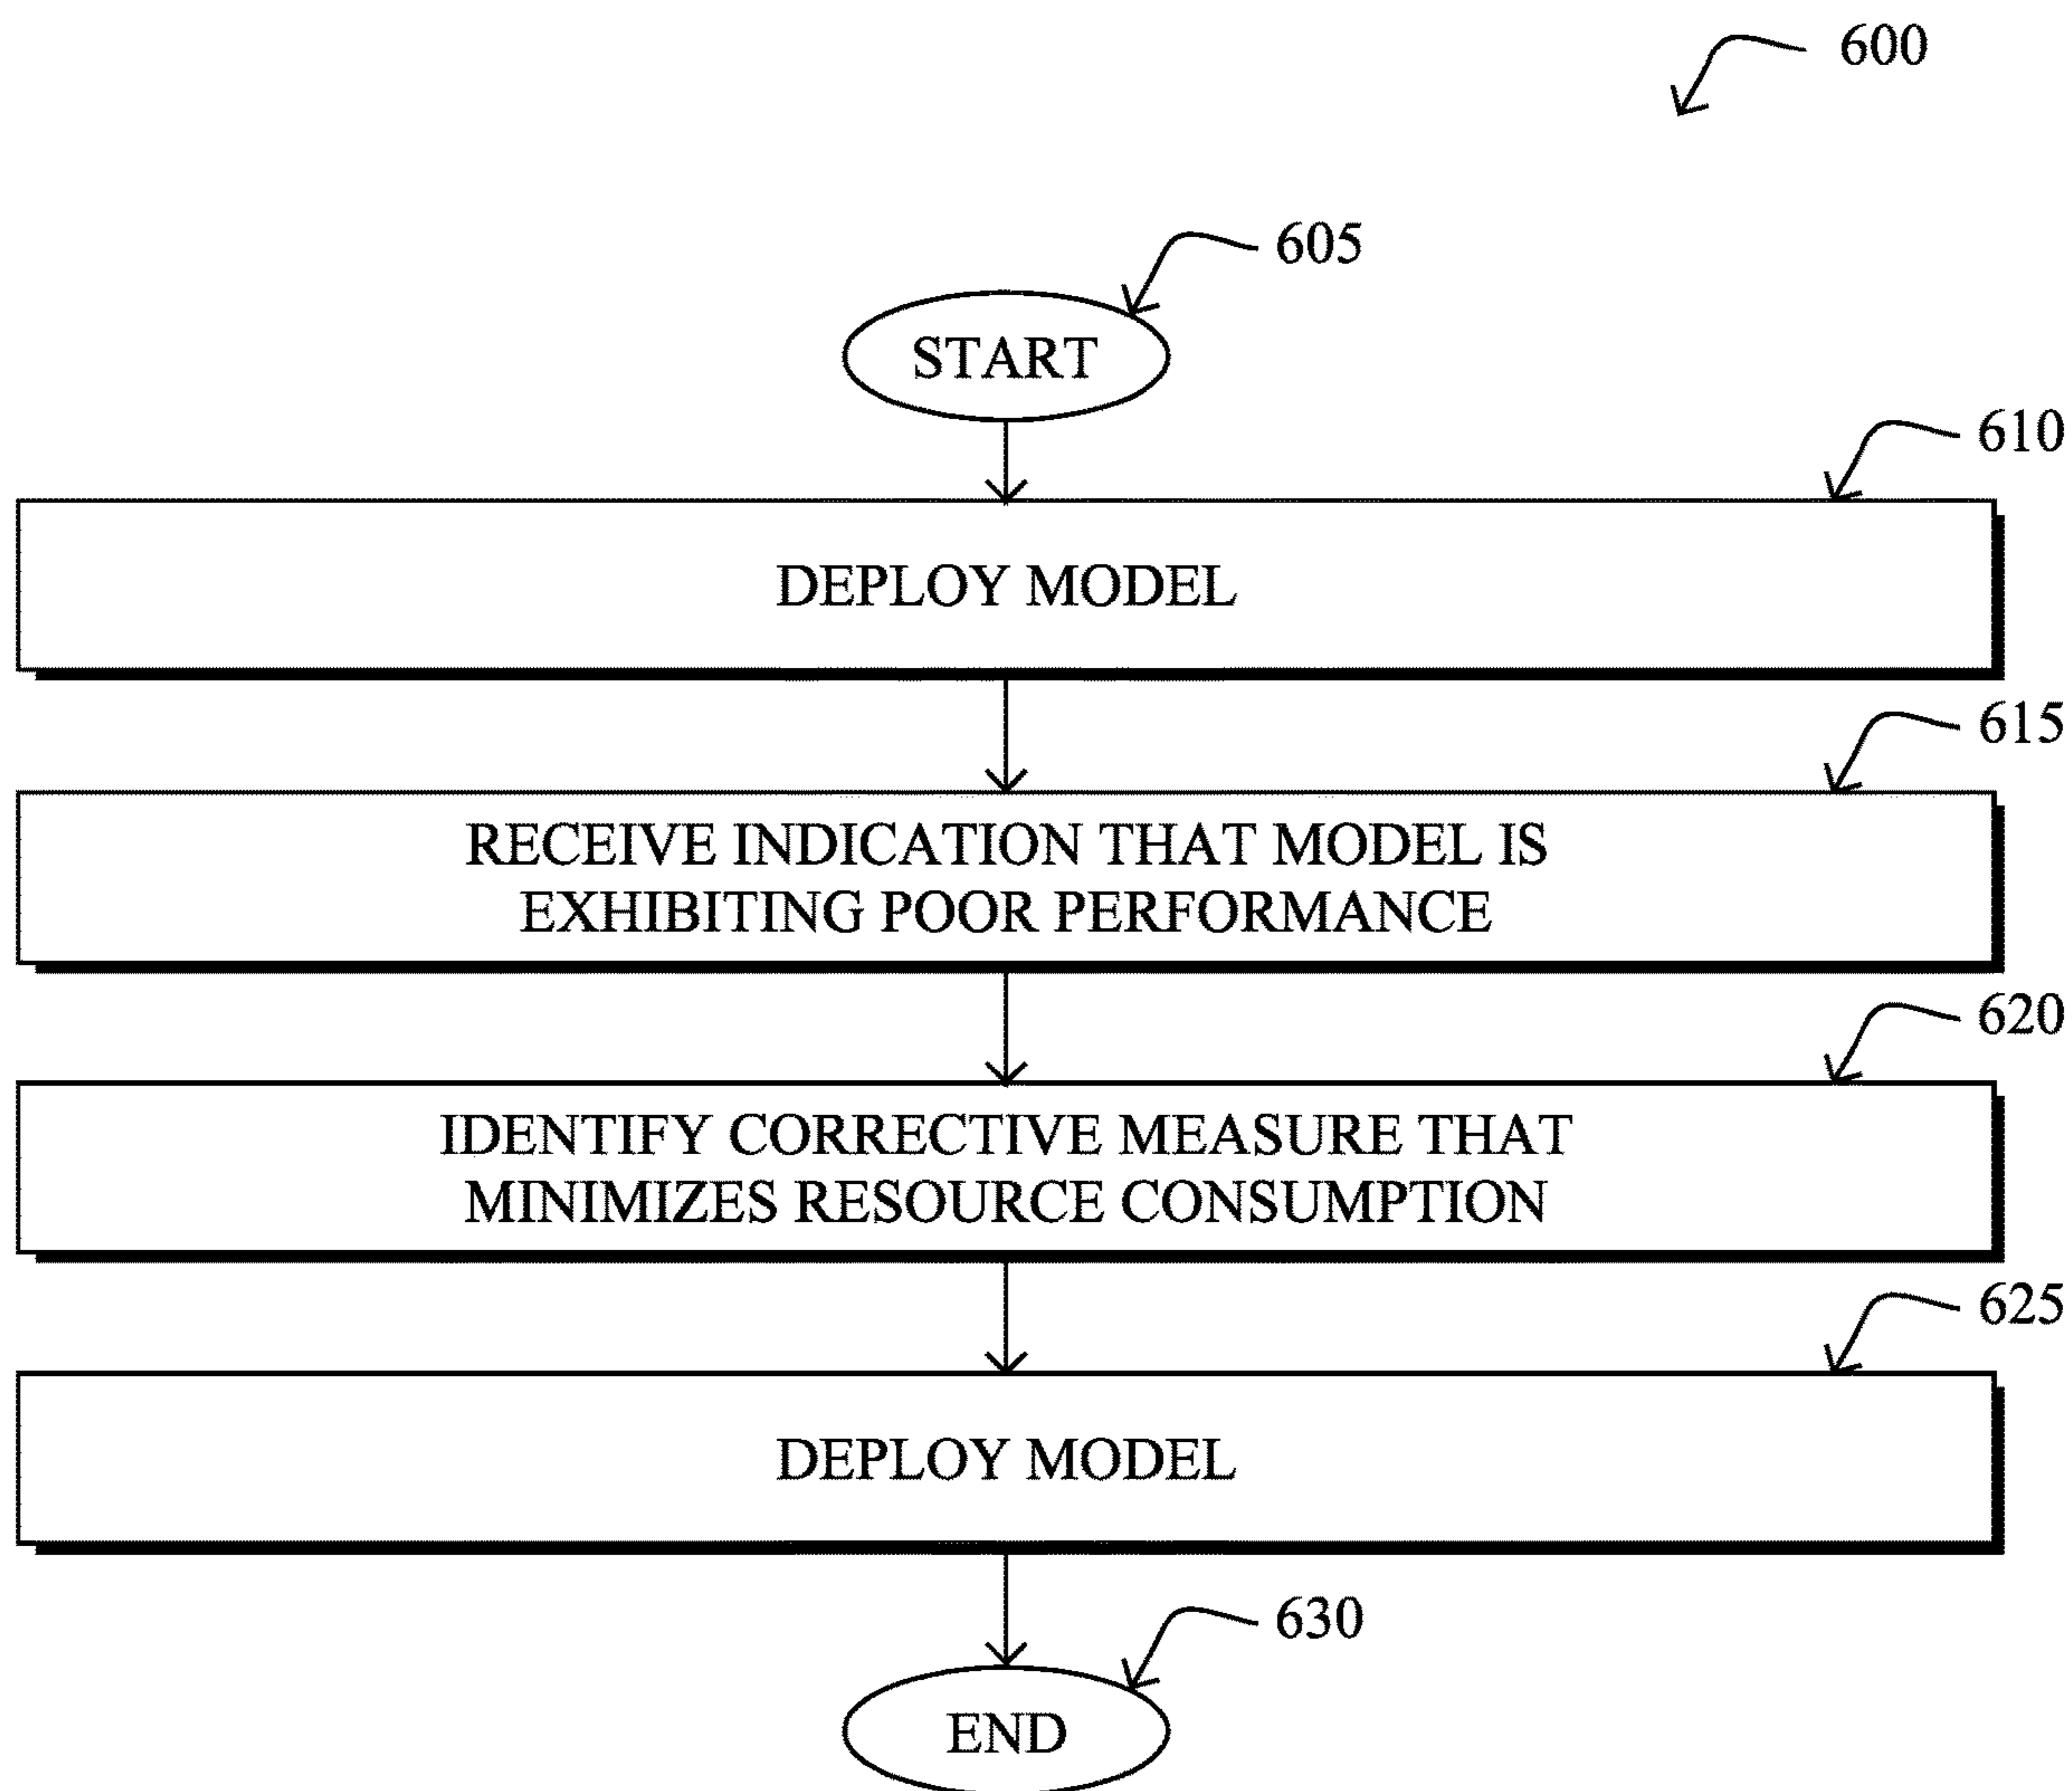 600
605
START
610
DEPLOY MODEL
615
RECEIVE INDICATION THAT MODEL IS
EXHIBITING POOR PERFORMANCE
620
IDENTIFY CORRECTIVE MEASURE THAT
MINIMIZES RESOURCE CONSUMPTION
625
DEPLOY MODEL
630
END